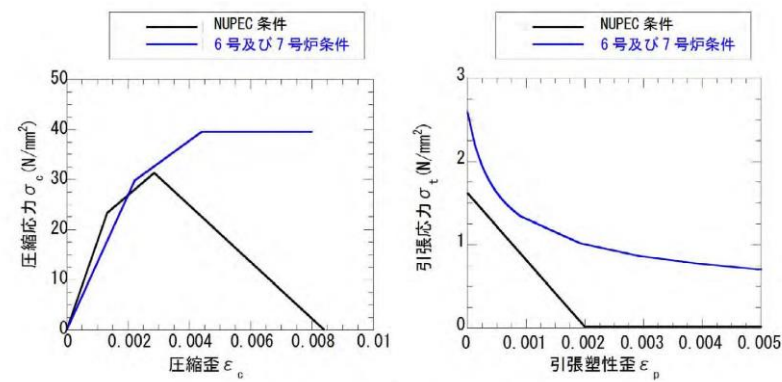 NUPEC 条件
6 号及び 7 号炉条件
圧縮応力 σc (N/mm²)
50
40
30
20
10
0
0 0.002 0.004 0.006 0.008 0.01
圧縮歪 εc
NUPEC 条件
6 号及び 7 号炉条件
引張応力 σt (N/mm²)
3
2
1
0
0 0.001 0.002 0.003 0.004 0.005
引張塑性歪 εp